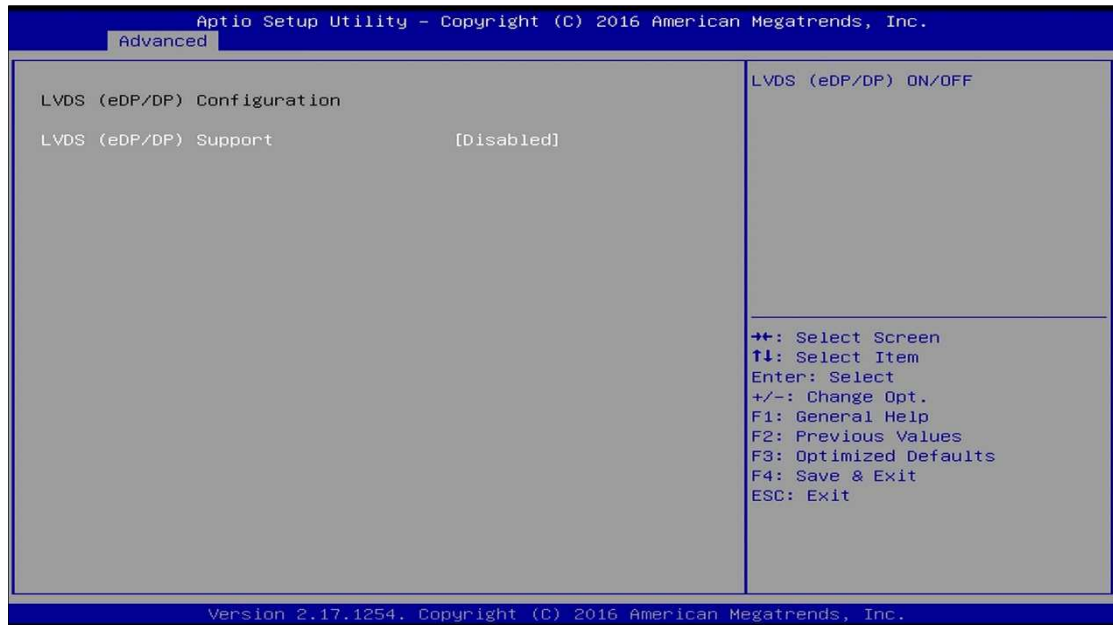 Aptio Setup Utility – Copyright (C) 2016 American Megatrends, Inc.
Advanced
LVDS (eDP/DP) Configuration
LVDS (eDP/DP) Support [Disabled]
LVDS (eDP/DP) ON/OFF
→←: Select Screen
↑↓: Select Item
Enter: Select
+/-: Change Opt.
F1: General Help
F2: Previous Values
F3: Optimized Defaults
F4: Save & Exit
ESC: Exit
Version 2.17.1254. Copyright (C) 2016 American Megatrends, Inc.